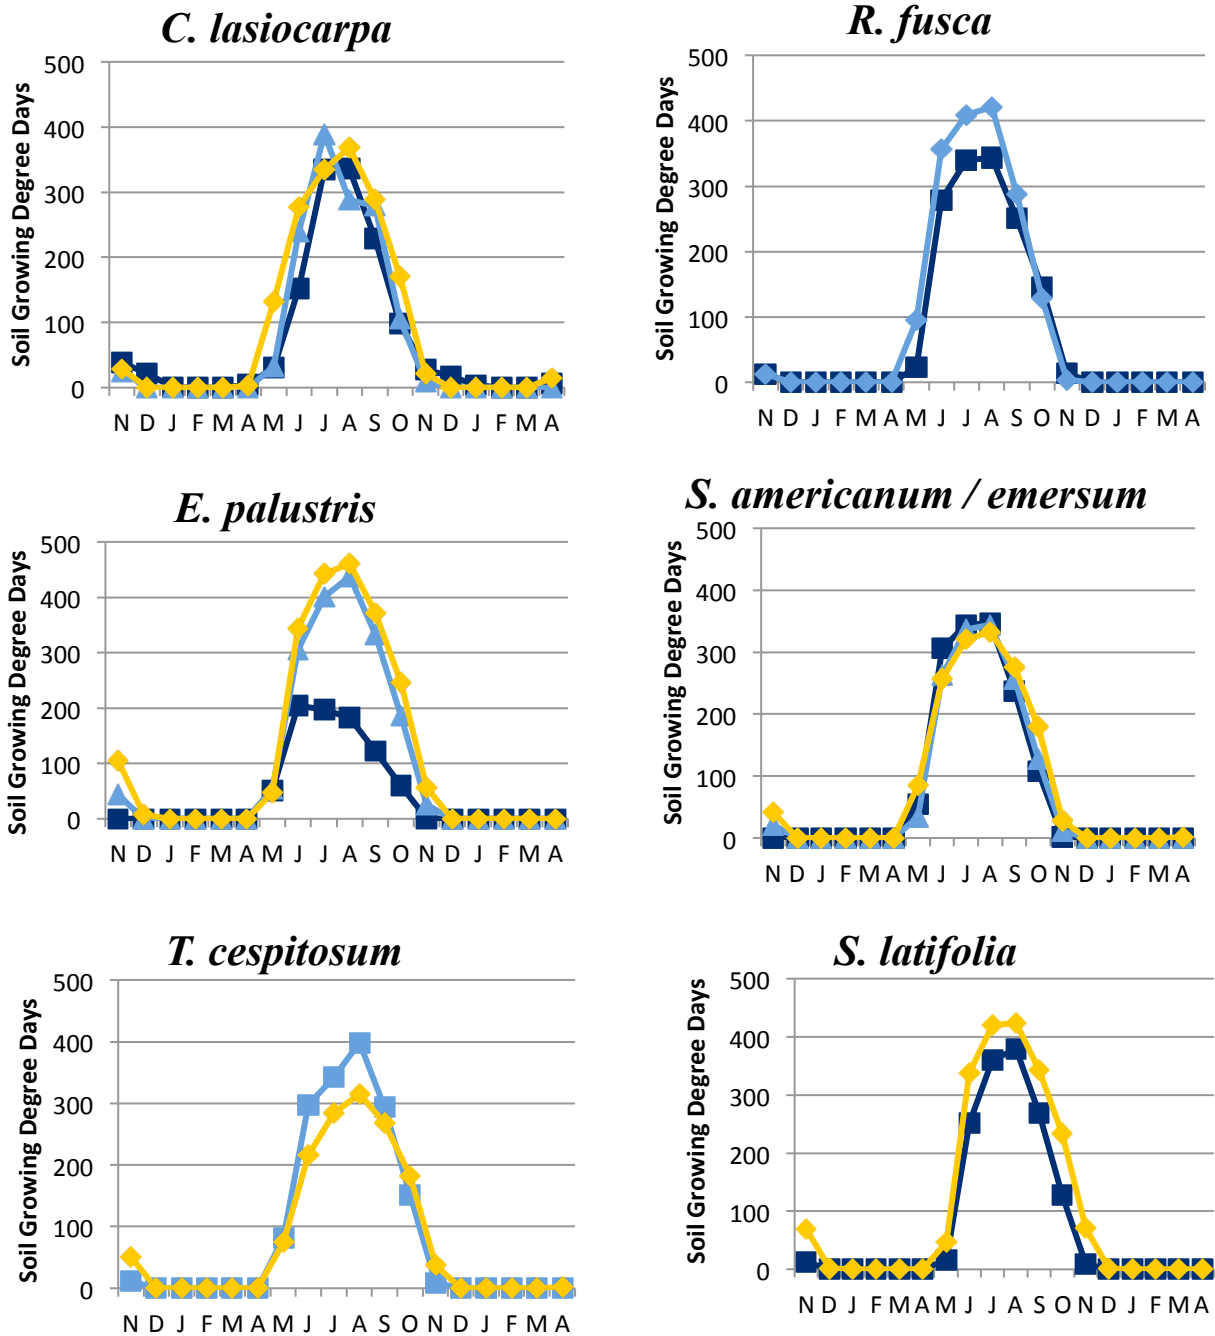 C. lasiocarpa
Soil Growing Degree Days
500
400
300
200
100
0
N D J F M A M J J A S O N D J F M A
R. fusca
Soil Growing Degree Days
500
400
300
200
100
0
N D J F M A M J J A S O N D J F M A
E. palustris
Soil Growing Degree Days
500
400
300
200
100
0
N D J F M A M J J A S O N D J F M A
S. americanum / emersum
Soil Growing Degree Days
500
400
300
200
100
0
N D J F M A M J J A S O N D J F M A
T. cespitosum
Soil Growing Degree Days
500
400
300
200
100
0
N D J F M A M J J A S O N D J F M A
S. latifolia
Soil Growing Degree Days
500
400
300
200
100
0
N D J F M A M J J A S O N D J F M A